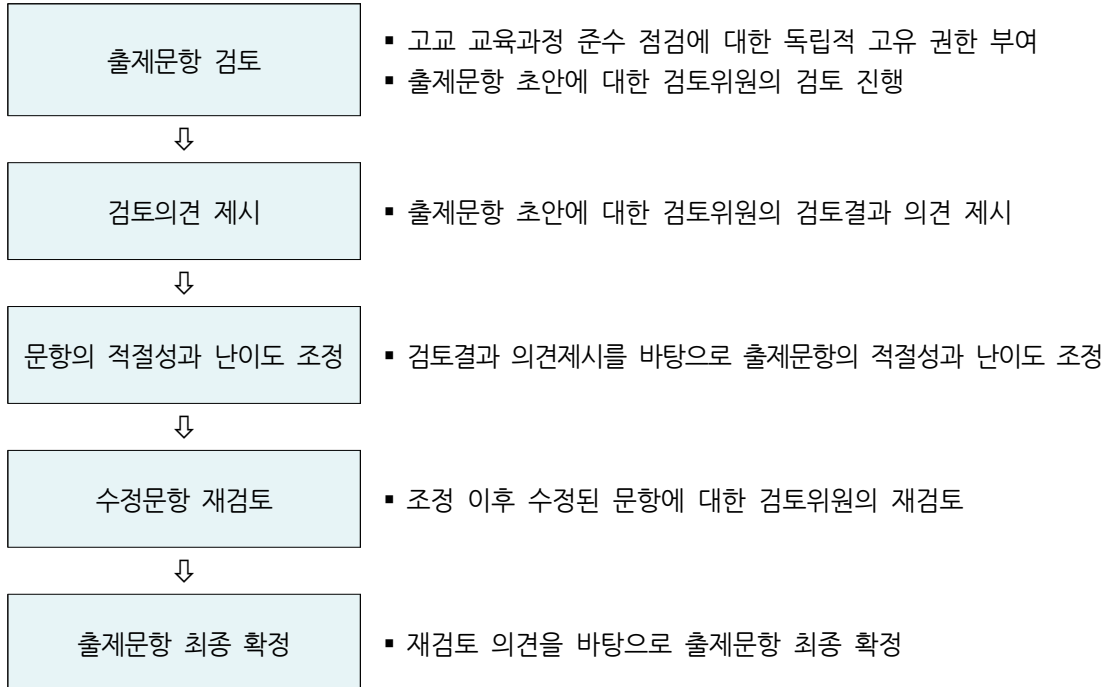 출제문항 검토
▪ 고교 교육과정 준수 점검에 대한 독립적 고유 권한 부여
▪ 출제문항 초안에 대한 검토위원의 검토 진행
⇩
검토의견 제시
▪ 출제문항 초안에 대한 검토위원의 검토결과 의견 제시
⇩
문항의 적절성과 난이도 조정
▪ 검토결과 의견제시를 바탕으로 출제문항의 적절성과 난이도 조정
⇩
수정문항 재검토
▪ 조정 이후 수정된 문항에 대한 검토위원의 재검토
⇩
출제문항 최종 확정
▪ 재검토 의견을 바탕으로 출제문항 최종 확정